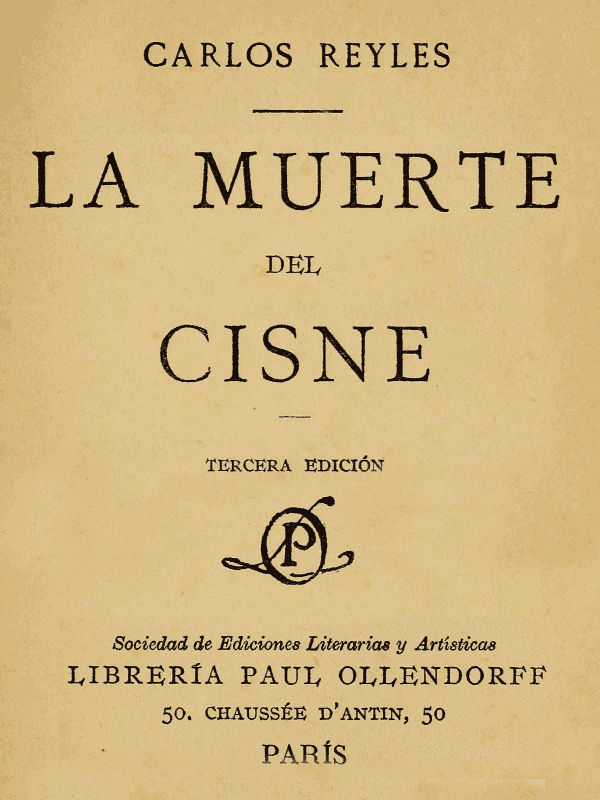 CARLOS REYLES
LA MUERTE
DEL
CISNE
TERCERA EDICIÓN
PO
Sociedad de Ediciones Literarias y Artísticas
LIBRERÍA PAUL OLLENDORFF
50. CHAUSSÉE D'ANTIN, 50
PARÍS